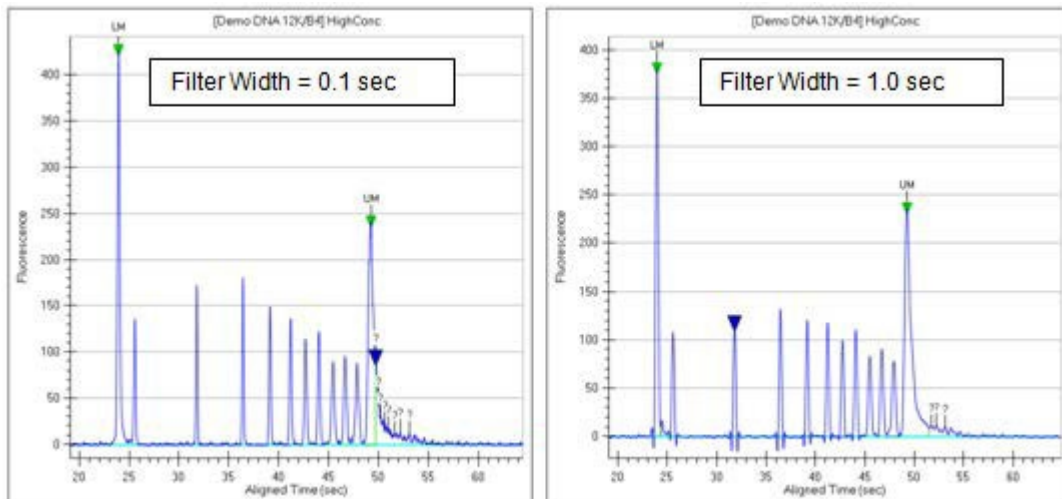 [Demo DNA 12K/B4] HighConc
LM
Filter Width = 0.1 sec
400
350
300
250
UM
200
150
?
100
?
50
?
??
??
?
0
Fluorescence
20 25 30 35 40 45 50 55 60
Aligned Time (sec)
[Demo DNA 12K/B4] HighConc
LM
Filter Width = 1.0 sec
400
350
300
250
UM
200
150
100
50
?? ?
0
Fluorescence
20 25 30 35 40 45 50 55 60
Aligned Time (sec)